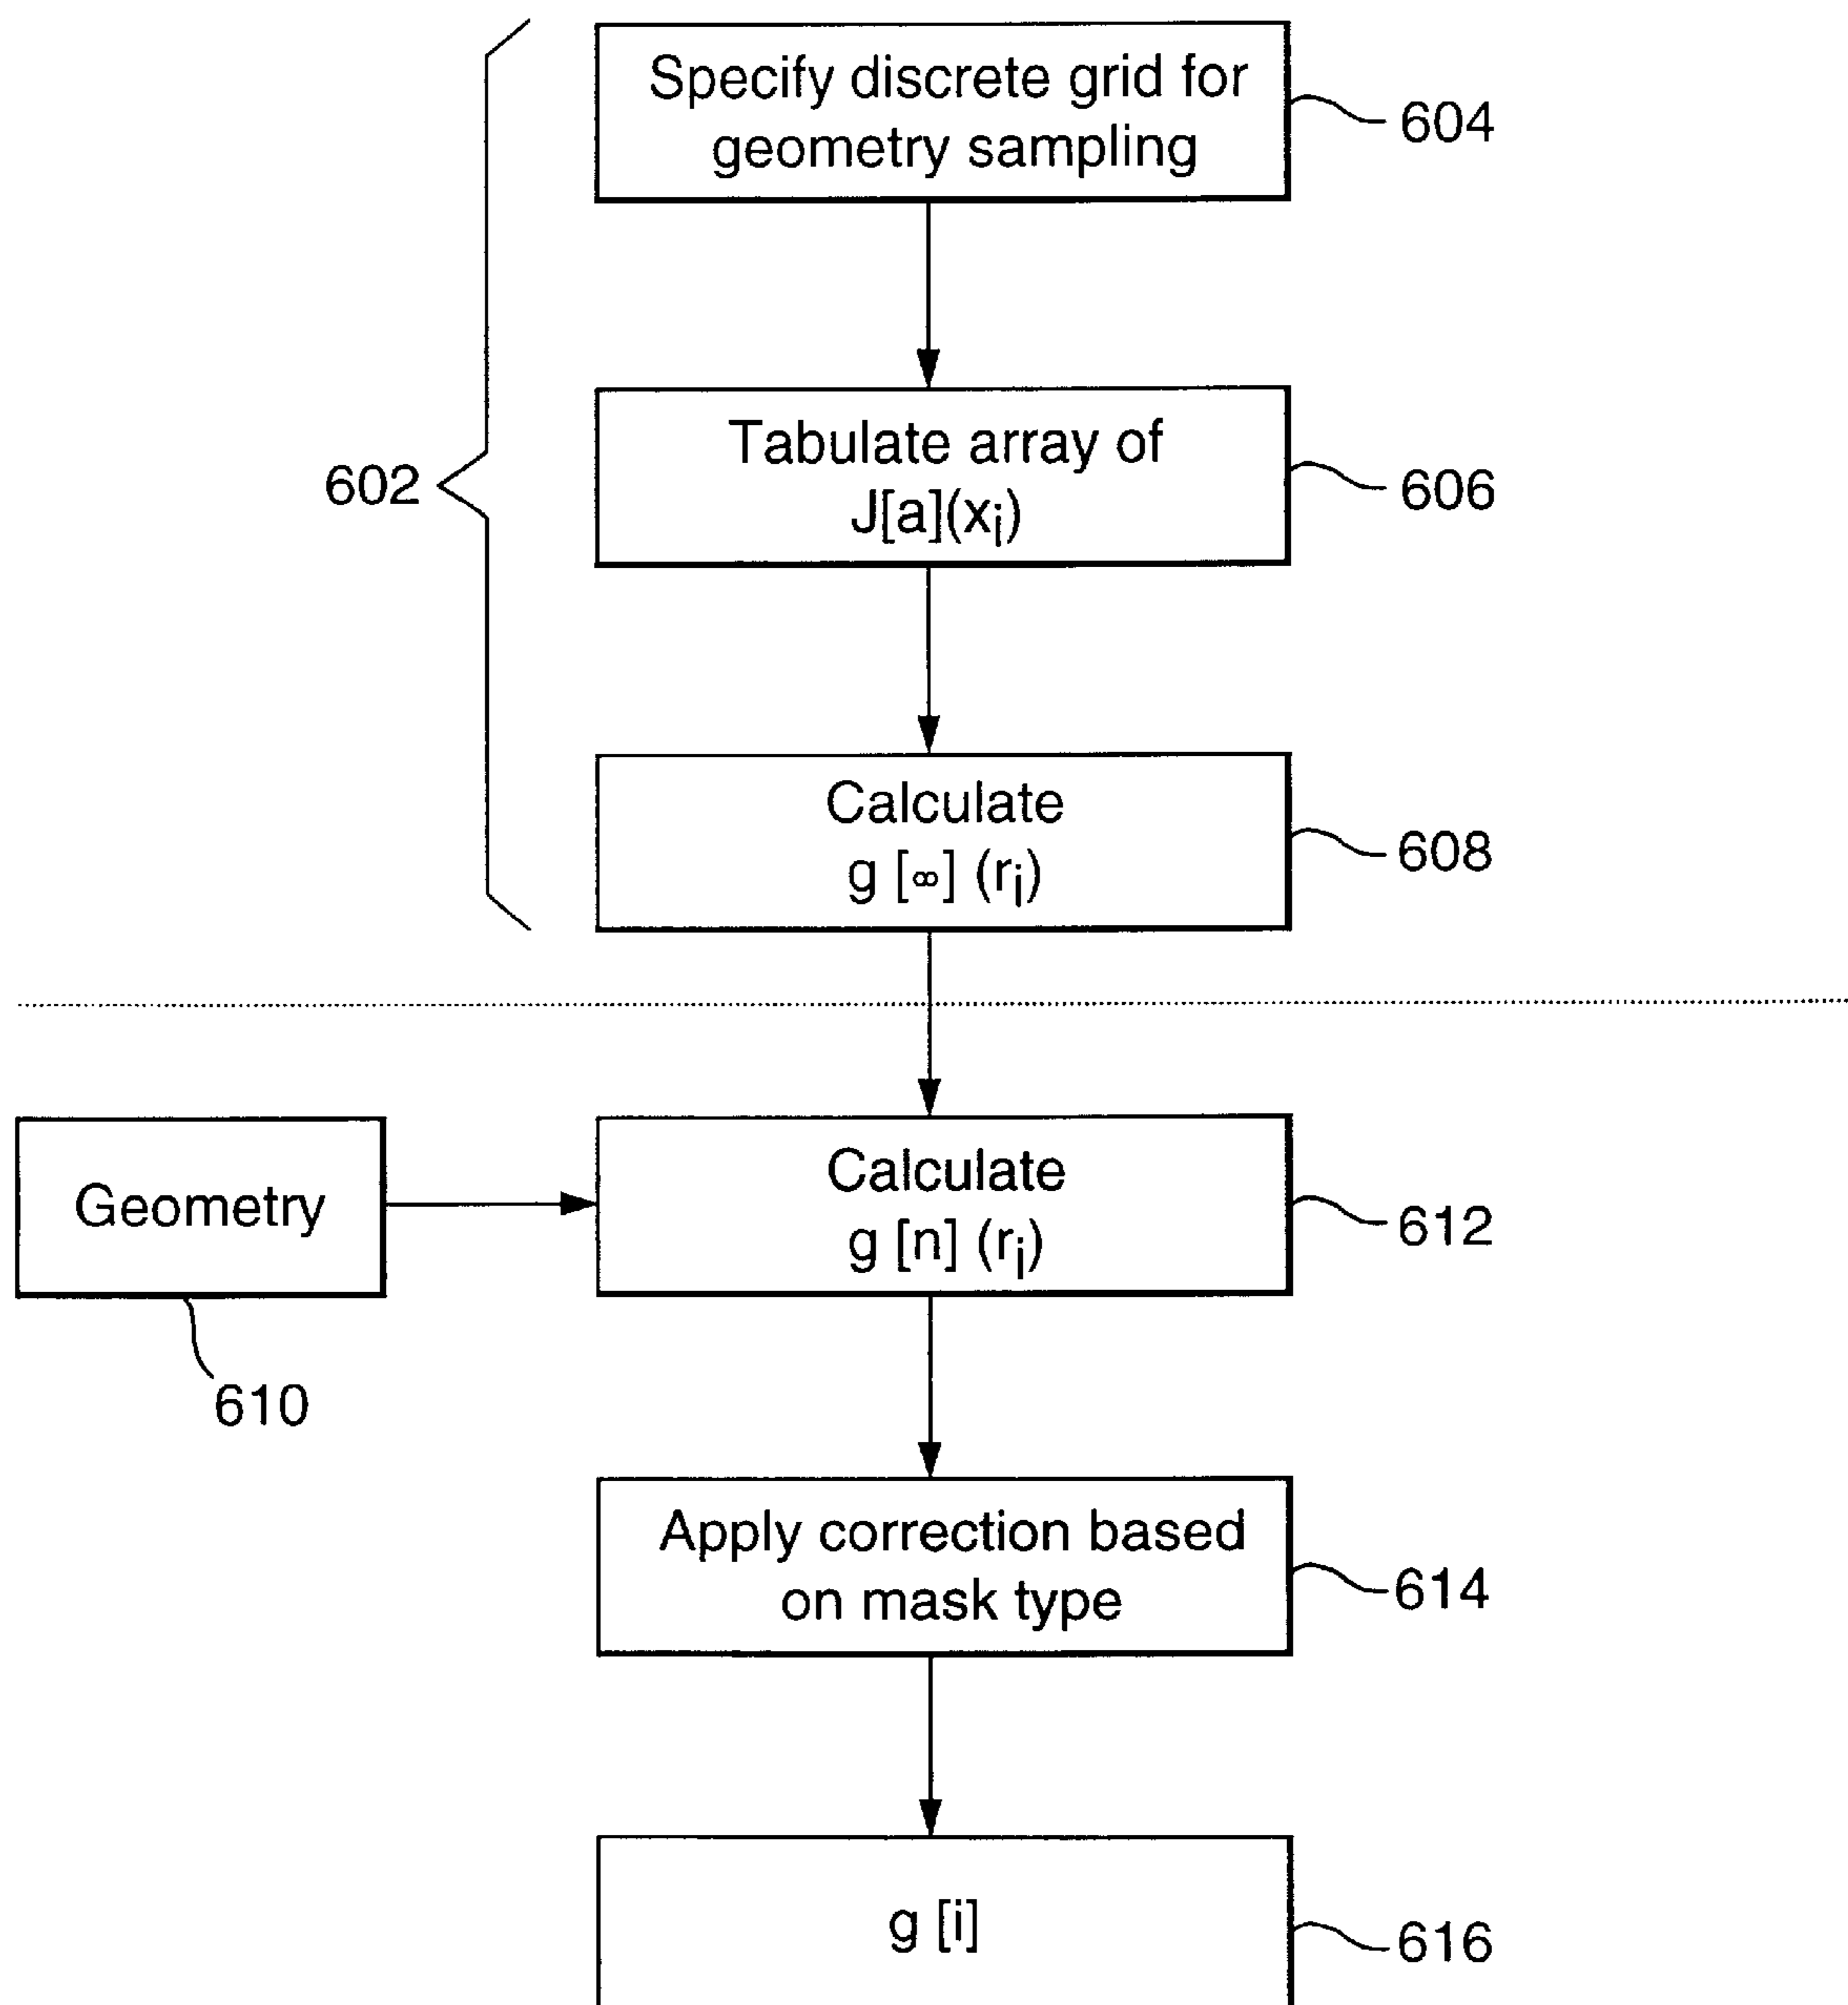 Specify discrete grid for
geometry sampling
604
602
Tabulate array of
J[a](xi)
606
Calculate
g [∞] (ri)
608
Geometry
610
Calculate
g [n] (ri)
612
Apply correction based
on mask type
614
g [i]
616